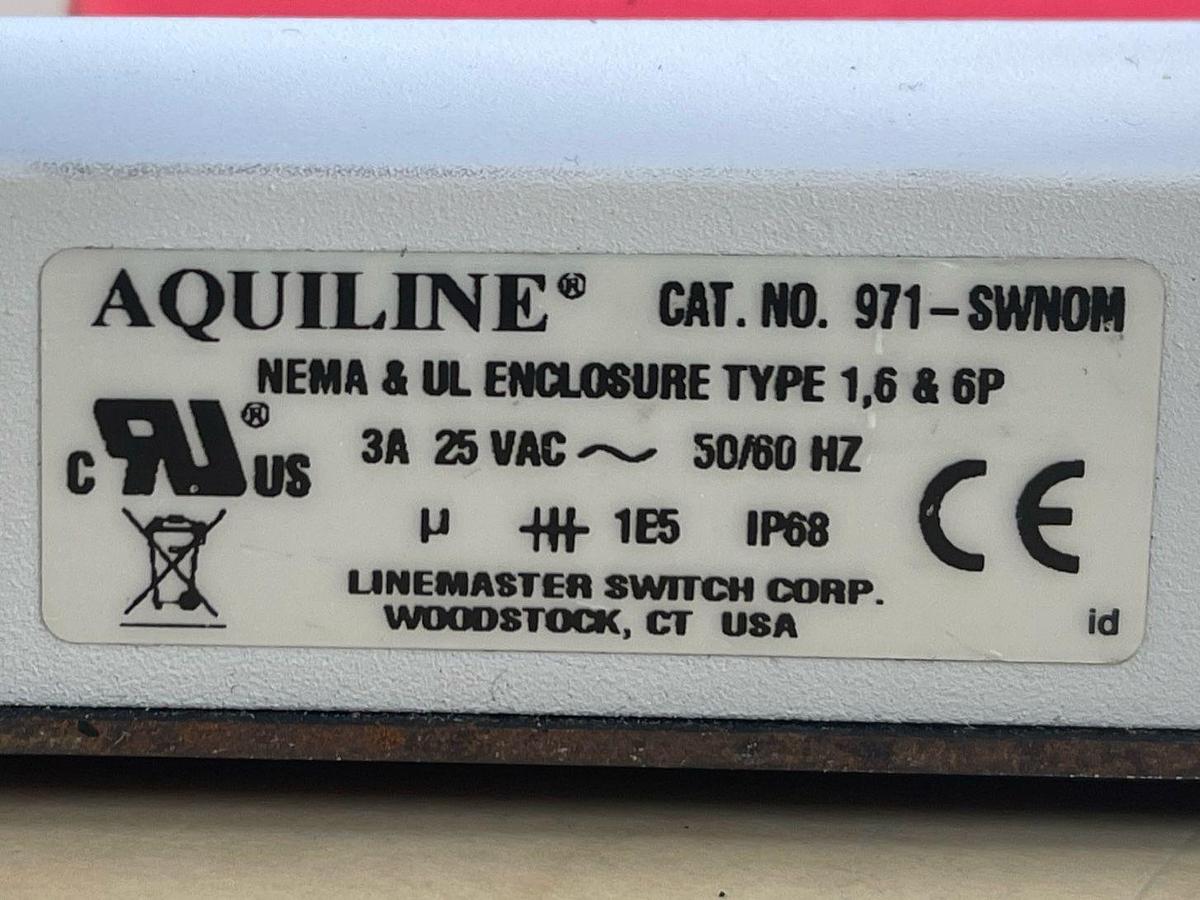 AQUILINE® CAT. NO. 971-SWNOM
NEMA & UL ENCLOSURE TYPE 1,6 & 6P
C RU® US 3A 25 VAC ~ 50/60 HZ
µ 1E5 IP68 CE
LINEMASTER SWITCH CORP.
WOODSTOCK, CT USA
id